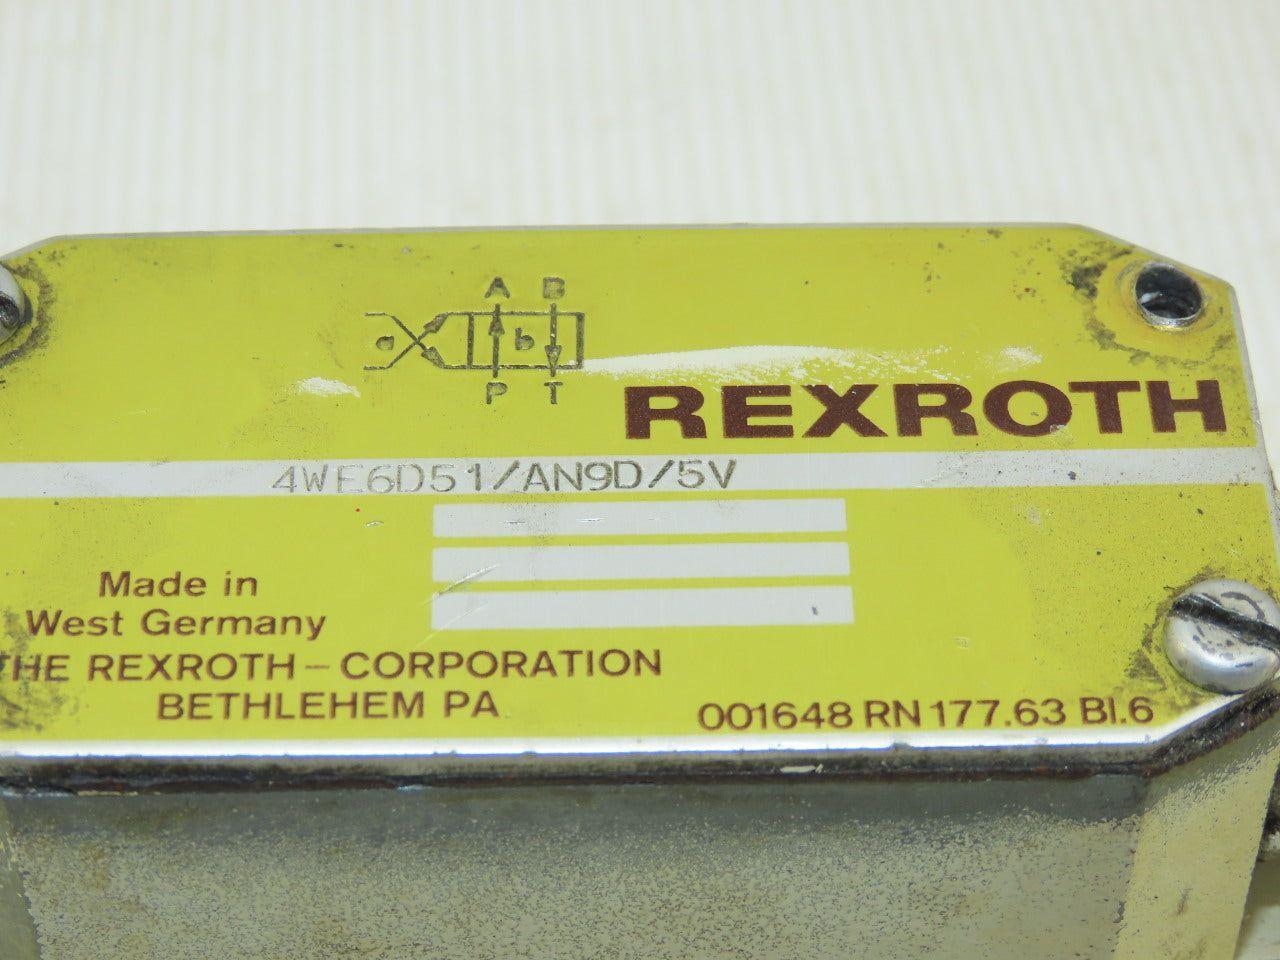 A B
a b
P T
REXROTH
4WE6D51/AN9D/5V
Made in
West Germany
THE REXROTH - CORPORATION
BETHLEHEM PA
001648 RN 177.63 Bl.6